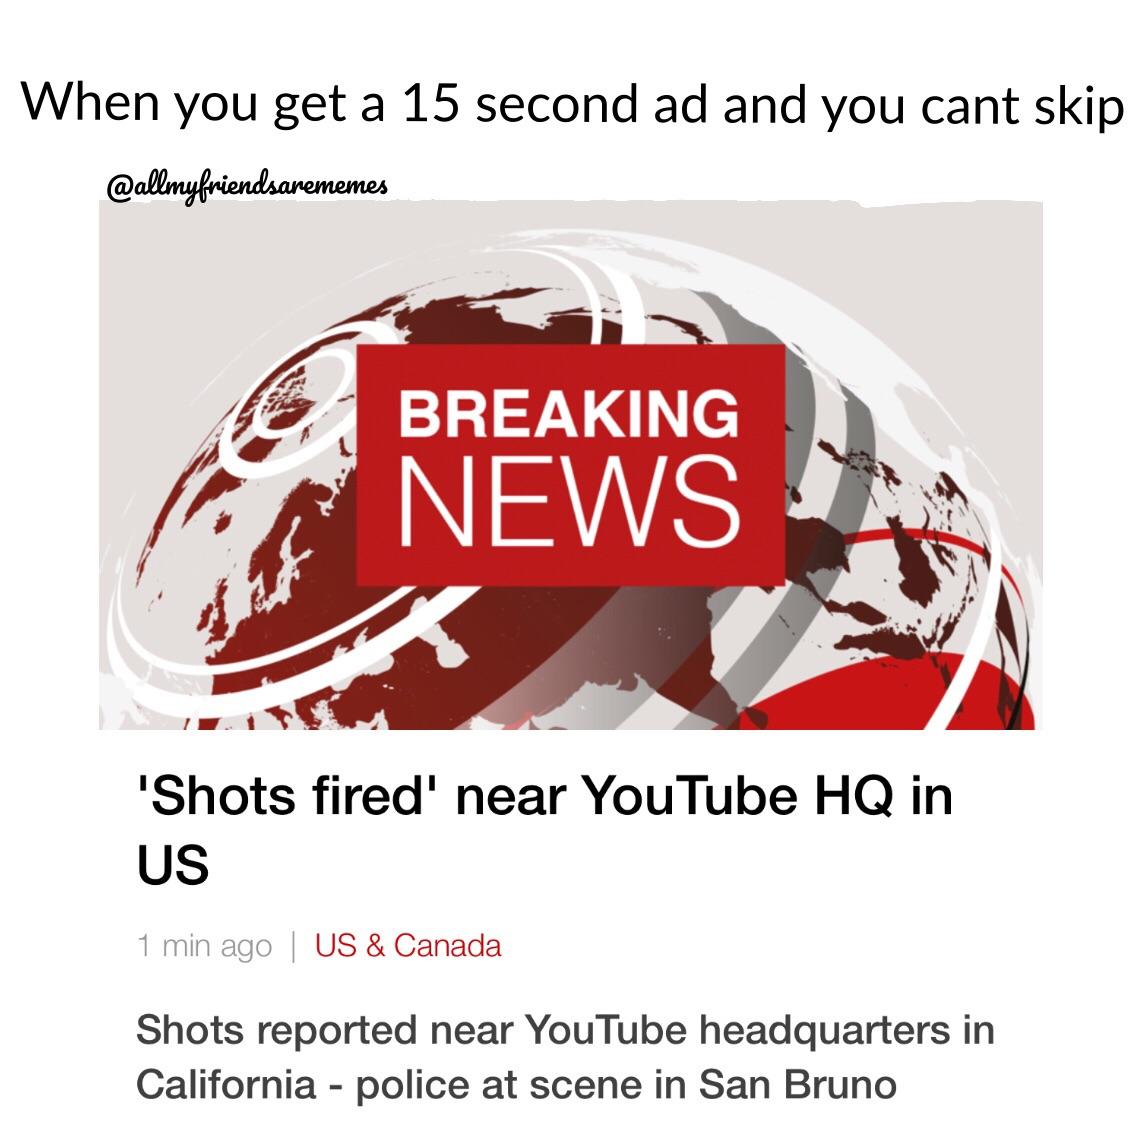 When you get a 15 second ad and you cant skip
@allmyfriendsarememes
BREAKING
NEWS
'Shots fired' near YouTube HQ in
US
1 min ago | US & Canada
Shots reported near YouTube headquarters in
California - police at scene in San Bruno